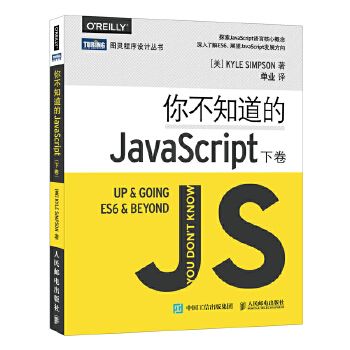 O'REILLY®
TURING 图灵程序设计丛书
探索JavaScript语言核心概念
深入了解ES6,展望JavaScript发展方向
[美] KYLE SIMPSON 著
单业 译
你不知道的
JavaScript 下卷
UP & GOING
ES6 & BEYOND
JS
YOU DON'T KNOW
中国工信出版集团
人民邮电出版社
你不知道的JavaScript(下卷)
[美] KYLE SIMPSON 著
人民邮电出版社